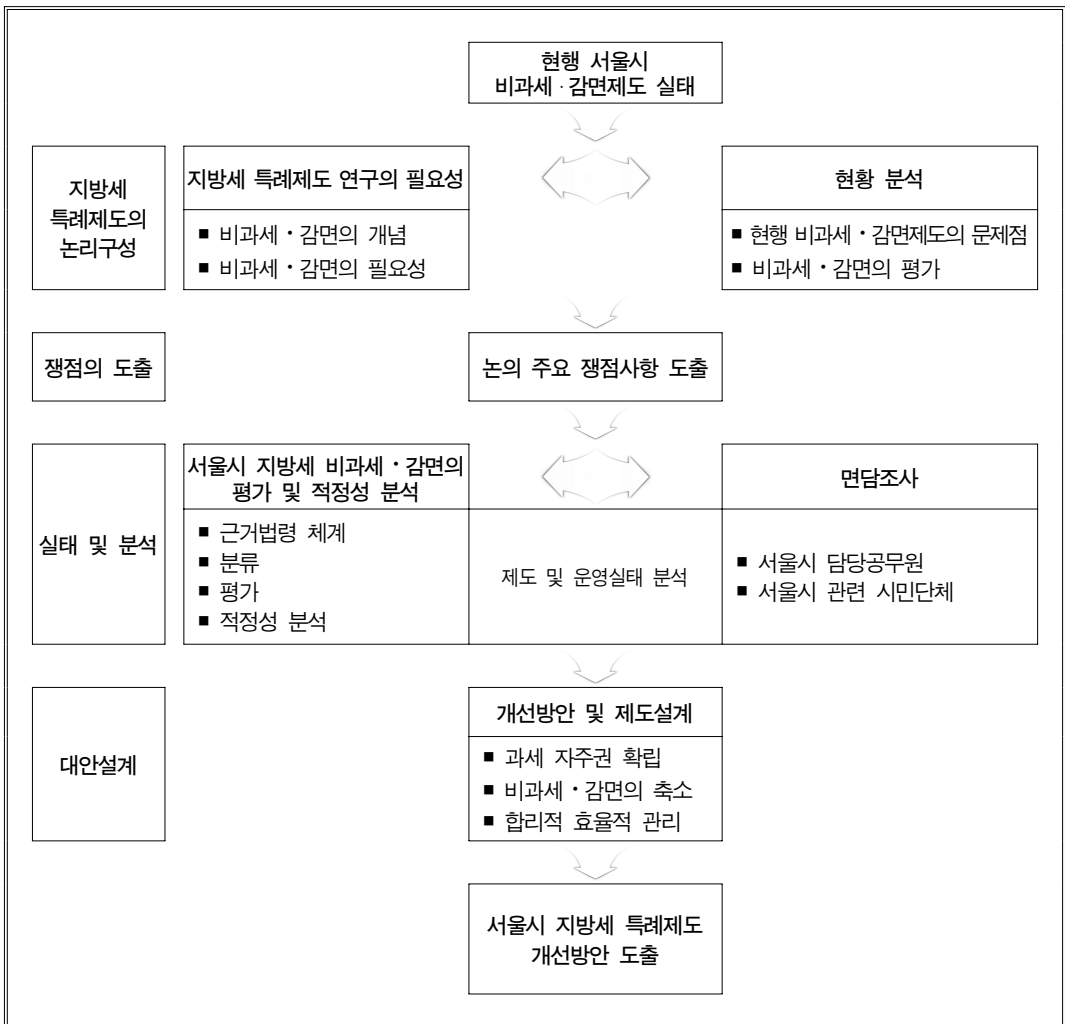 현행 서울시
비과세·감면제도 실태
지방세
특례제도의
논리구성
지방세 특례제도 연구의 필요성
■ 비과세·감면의 개념
■ 비과세·감면의 필요성
현황 분석
■ 현행 비과세·감면제도의 문제점
■ 비과세·감면의 평가
쟁점의 도출
논의 주요 쟁점사항 도출
실태 및 분석
서울시 지방세 비과세·감면의
평가 및 적정성 분석
■ 근거법령 체계
■ 분류
■ 평가
■ 적정성 분석
제도 및 운영실태 분석
면담조사
■ 서울시 담당공무원
■ 서울시 관련 시민단체
대안설계
개선방안 및 제도설계
■ 과세 자주권 확립
■ 비과세·감면의 축소
■ 합리적 효율적 관리
서울시 지방세 특례제도
개선방안 도출